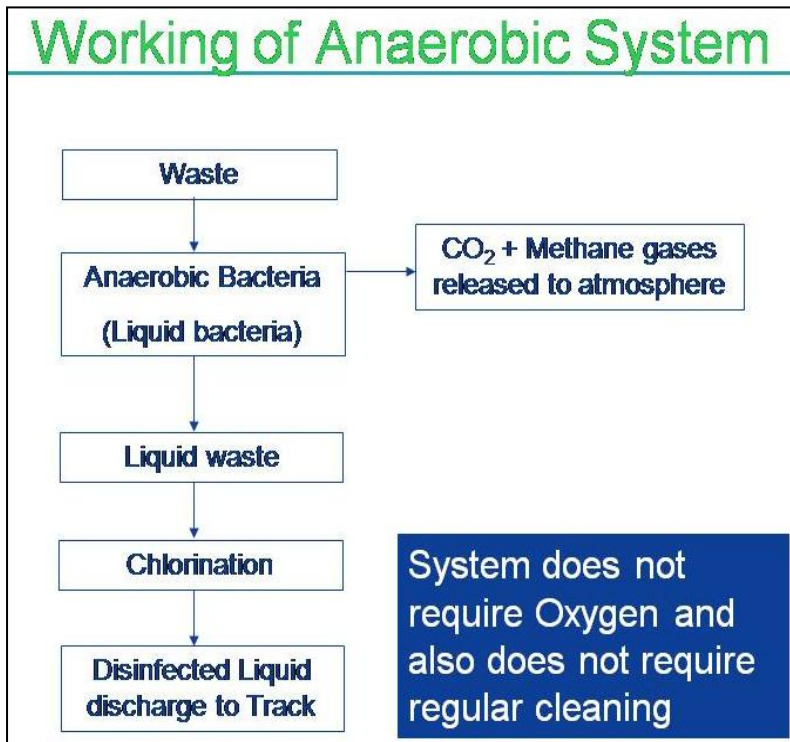 Working of Anaerobic System
Waste
Anaerobic Bacteria
(Liquid bacteria)
CO₂ + Methane gases
released to atmosphere
Liquid waste
Chlorination
Disinfected Liquid
discharge to Track
System does not
require Oxygen and
also does not require
regular cleaning